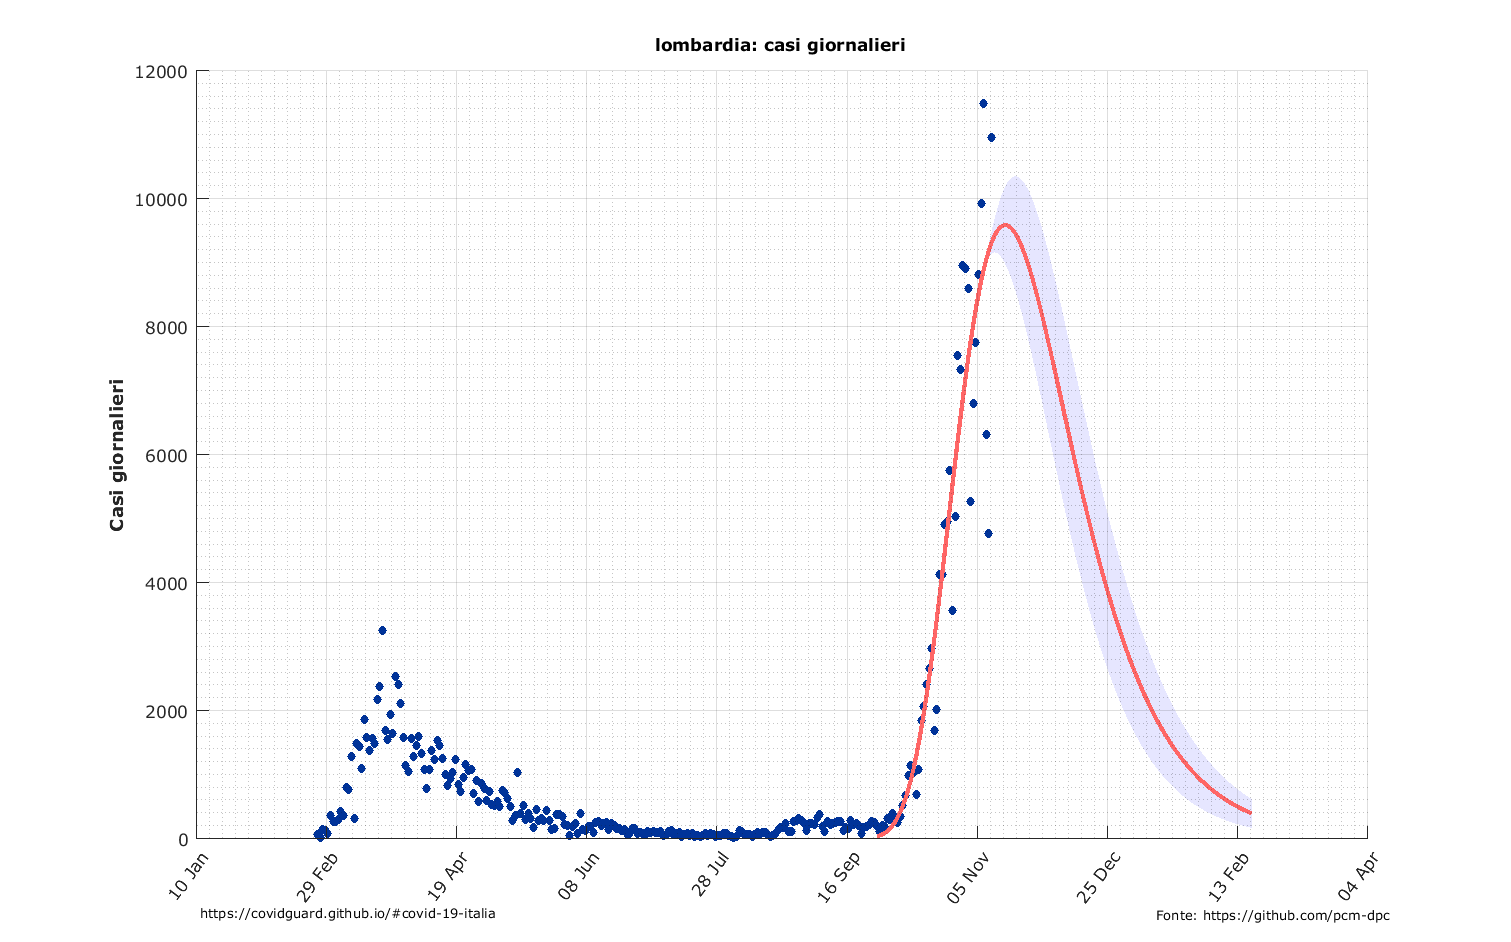 lombardia: casi giornalieri
Casi giornalieri
12000
10000
8000
6000
4000
2000
0
10 Jan
29 Feb
19 Apr
08 Jun
28 Jul
16 Sep
05 Nov
25 Dec
13 Feb
04 Apr
https://covidguard.github.io/#covid-19-italia
Fonte: https://github.com/pcm-dpc